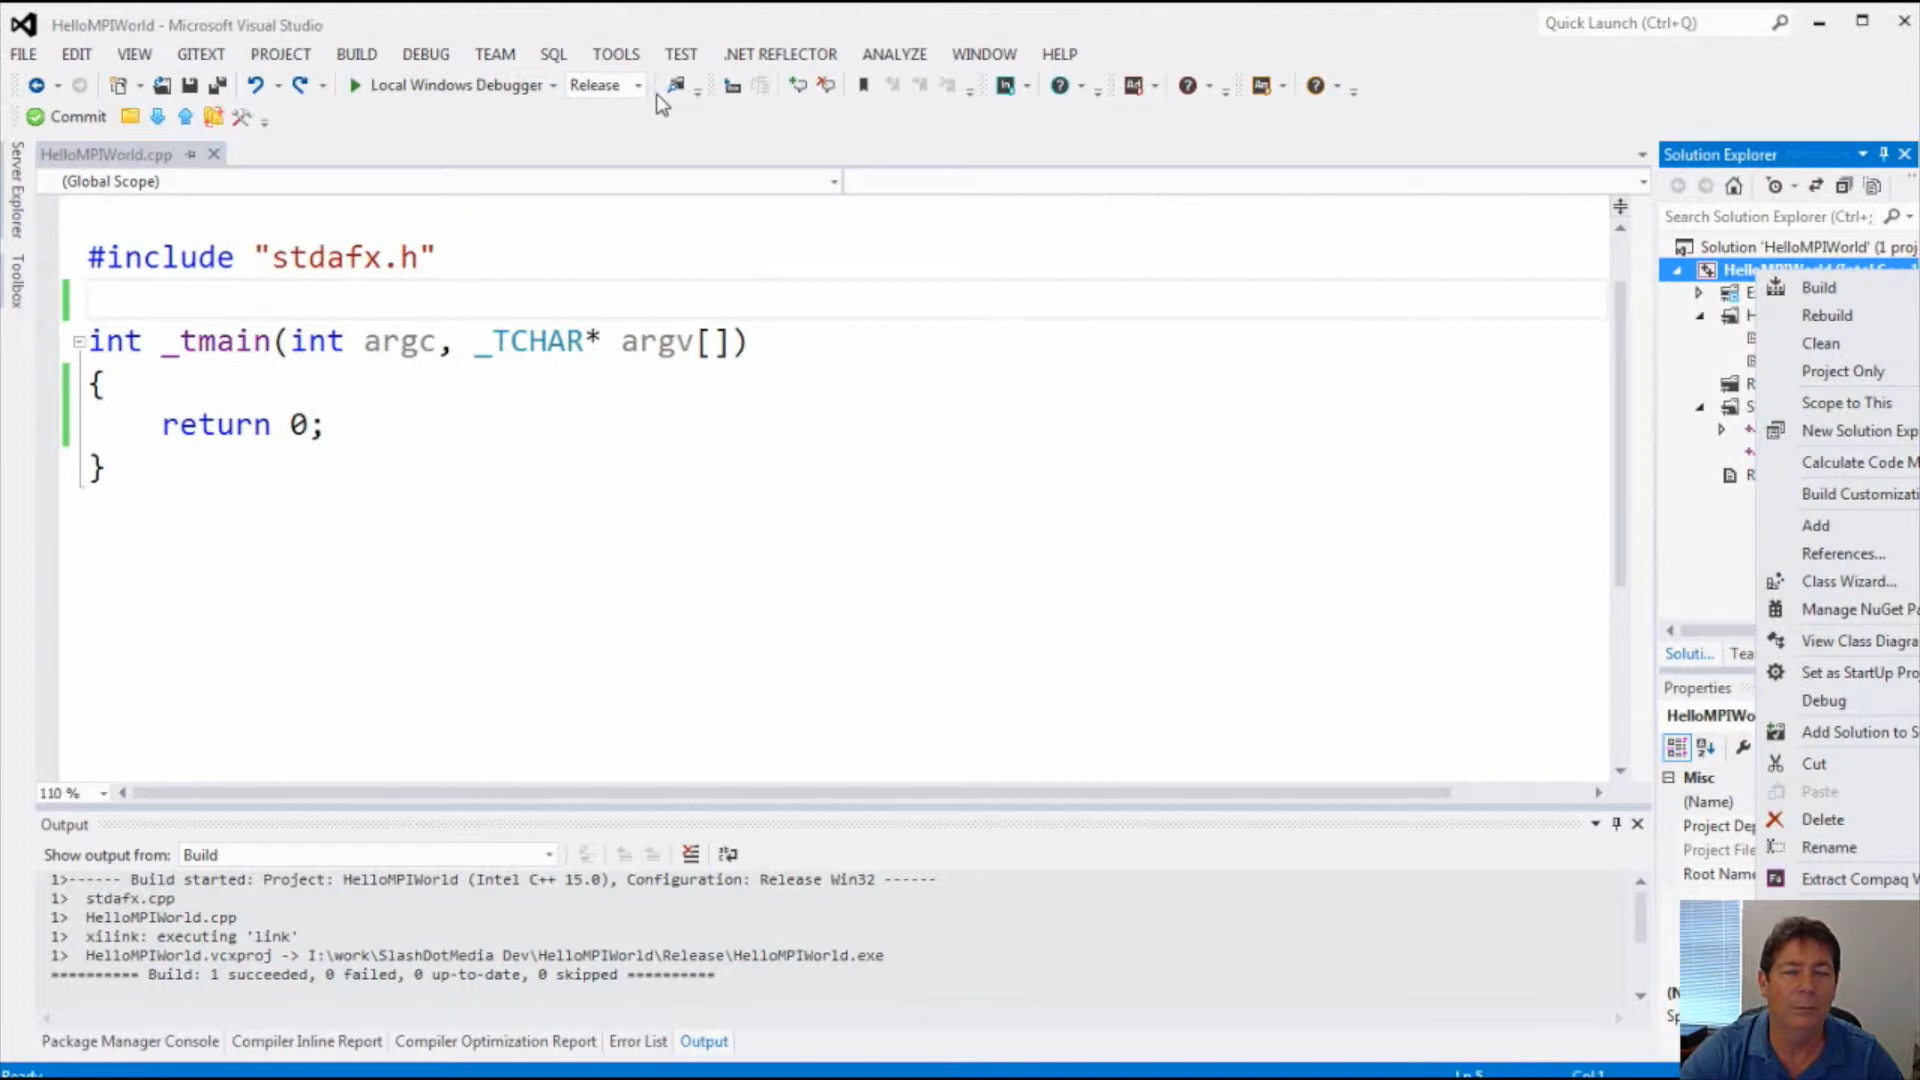 HelloMPIWorld - Microsoft Visual Studio
Quick Launch (Ctrl+Q)
FILE EDIT VIEW GITEXT PROJECT BUILD DEBUG TEAM SQL TOOLS TEST .NET REFLECTOR ANALYZE WINDOW HELP
Local Windows Debugger Release
Commit
Server Explorer
Toolbox
HelloMPIWorld.cpp
(Global Scope)
#include "stdafx.h"
int _tmain(int argc, _TCHAR* argv[])
{
return 0;
}
110 %
Solution Explorer
Search Solution Explorer (Ctrl+;
Solution 'HelloMPIWorld' (1 proj
Build
Rebuild
Clean
Project Only
Scope to This
New Solution Exp
Calculate Code M
Build Customizati
Add
References...
Class Wizard...
Manage NuGet Pa
View Class Diagra
Set as StartUp Proj
Debug
Add Solution to S
Cut
Paste
Delete
Rename
Extract Compaq V
Soluti... Tea
Properties
HelloMPIWo
Misc
(Name)
Project Dep
Project File
Root Name
Output
Show output from: Build
1>------ Build started: Project: HelloMPIWorld (Intel C++ 15.0), Configuration: Release Win32 ------
1> stdafx.cpp
1> HelloMPIWorld.cpp
1> xilink: executing 'link'
1> HelloMPIWorld.vcxproj -> I:\work\SlashDotMedia Dev\HelloMPIWorld\Release\HelloMPIWorld.exe
========== Build: 1 succeeded, 0 failed, 0 up-to-date, 0 skipped ==========
Package Manager Console Compiler Inline Report Compiler Optimization Report Error List Output
Ready Ln 5 Col 1